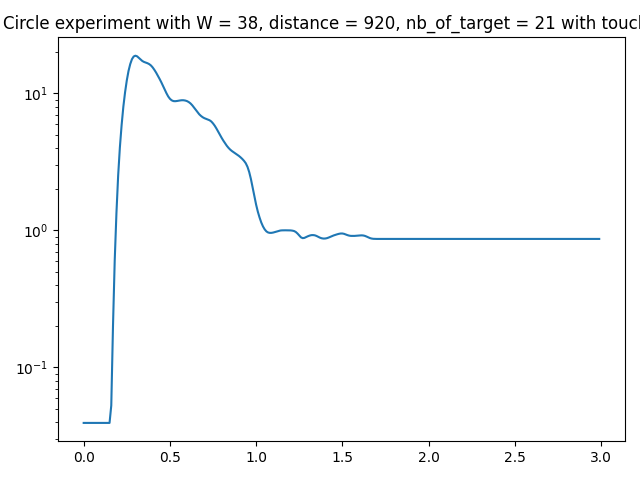 Circle experiment with W = 38, distance = 920, nb_of_target = 21 with
10¹
10⁰
10⁻¹
0.0 0.5 1.0 1.5 2.0 2.5 3.0